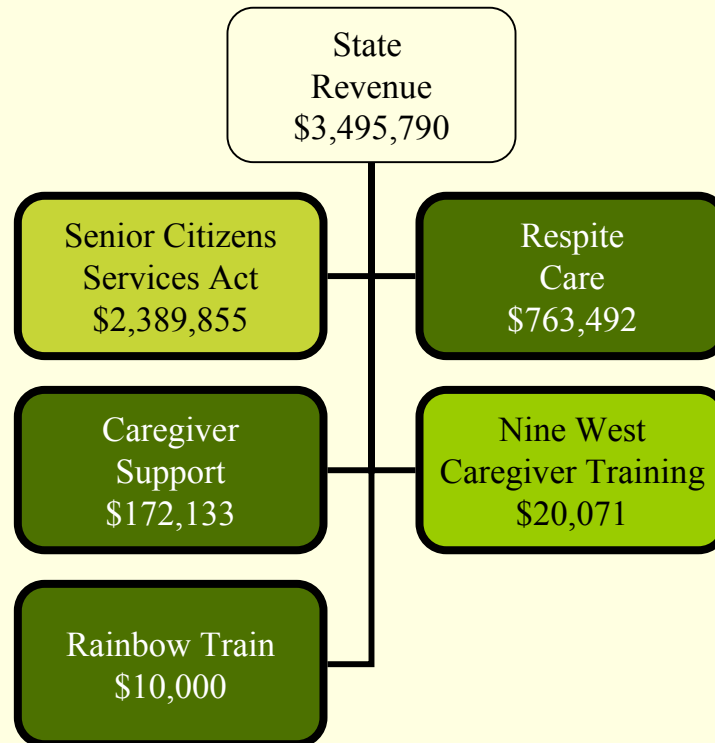 State
Revenue
$3,495,790
Senior Citizens
Services Act
$2,389,855
Respite
Care
$763,492
Caregiver
Support
$172,133
Nine West
Caregiver Training
$20,071
Rainbow Train
$10,000